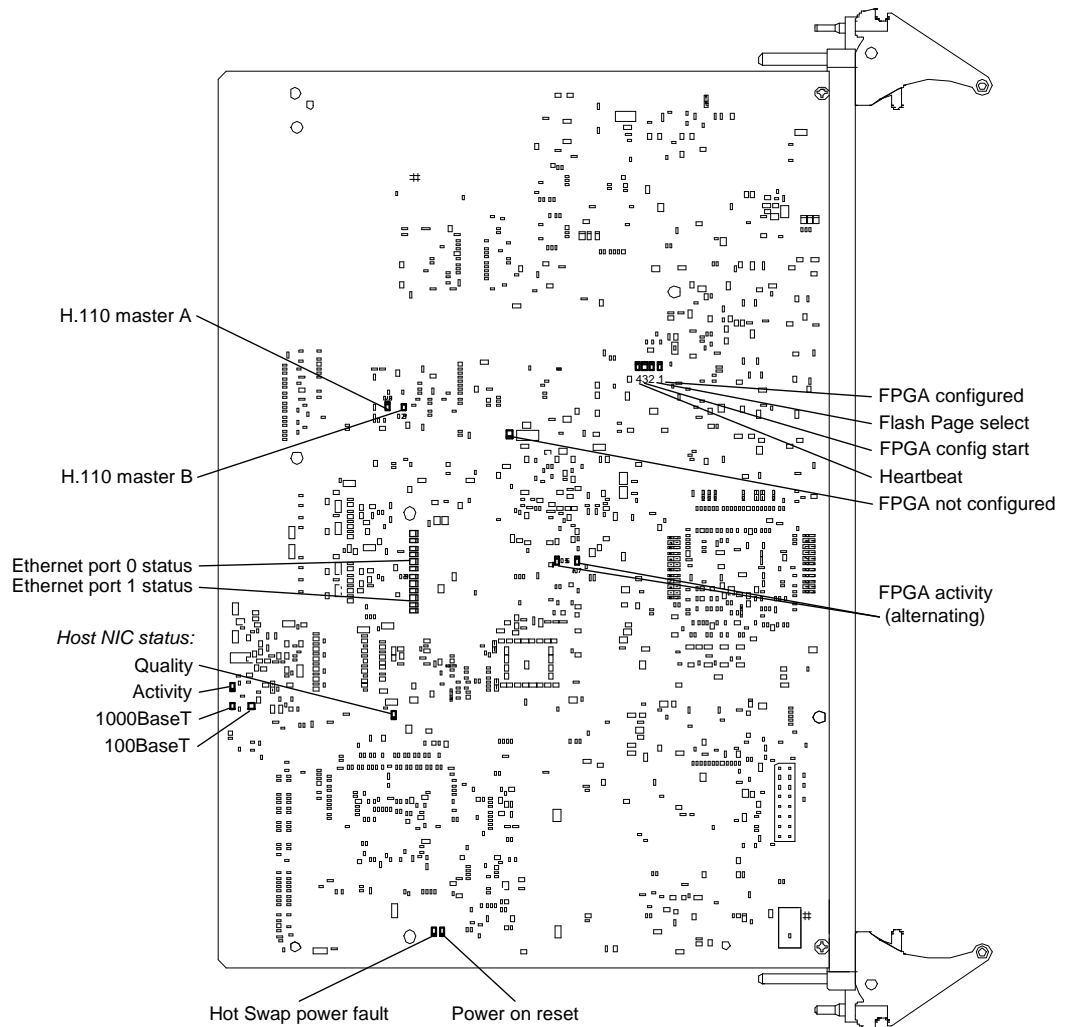 H.110 master A
432 1
FPGA configured
Flash Page select
FPGA config start
H.110 master B
Heartbeat
FPGA not configured
Ethernet port 0 status
Ethernet port 1 status
FPGA activity
(alternating)
Host NIC status:
Quality
Activity
1000BaseT
100BaseT
Hot Swap power fault
Power on reset